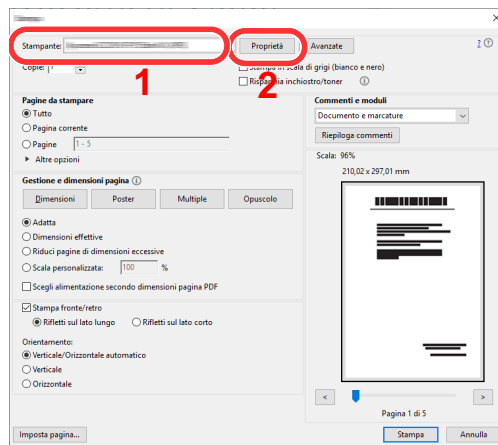 Stampante:
Proprietà
Avanzate
?
1
2
Copie: 1
Stampa in scala di grigi (bianco e nero)
Risparmia inchiostro/toner
Pagine da stampare
Tutto
Pagina corrente
Pagine 1 - 5
Altre opzioni
Gestione e dimensioni pagina
Dimensioni Poster Multiple Opuscolo
Adatta
Dimensioni effettive
Riduci pagine di dimensioni eccessive
Scala personalizzata: 100 %
Scegli alimentazione secondo dimensioni pagina PDF
Stampa fronte/retro
Rifletti sul lato lungo Rifletti sul lato corto
Orientamento:
Verticale/Orizzontale automatico
Verticale
Orizzontale
Commenti e moduli
Documento e marcature
Riepiloga commenti
Scala: 96%
210,02 x 297,01 mm
< >
Pagina 1 di 5
Imposta pagina...
Stampa Annulla